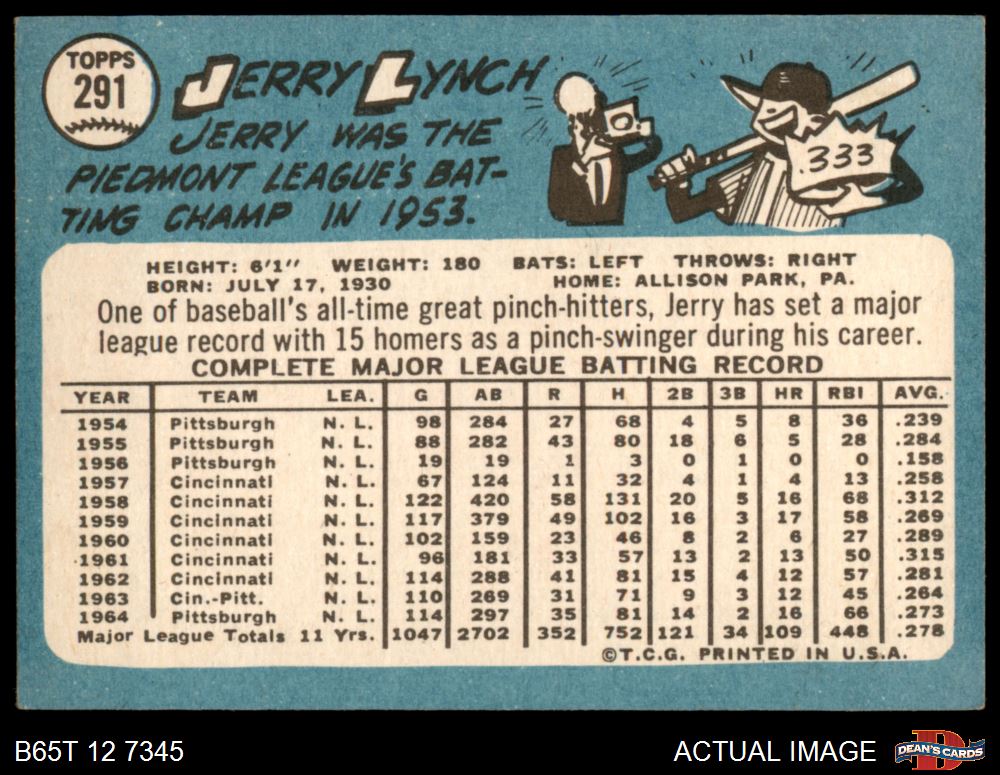 TOPPS
291
JERRY LYNCH
JERRY WAS THE
PIEDMONT LEAGUE'S BAT-
TING CHAMP IN 1953.
333
HEIGHT: 6'1" WEIGHT: 180 BATS: LEFT THROWS: RIGHT
BORN: JULY 17, 1930 HOME: ALLISON PARK, PA.
One of baseball's all-time great pinch-hitters, Jerry has set a major
league record with 15 homers as a pinch-swinger during his career.
COMPLETE MAJOR LEAGUE BATTING RECORD
YEAR TEAM LEA. G AB R H 2B 3B HR RBI AVG.
1954 Pittsburgh N. L. 98 284 27 68 4 5 8 36 .239
1955 Pittsburgh N. L. 88 282 43 80 18 6 5 28 .284
1956 Pittsburgh N. L. 19 19 1 3 0 1 0 0 .158
1957 Cincinnati N. L. 67 124 11 32 4 1 4 13 .258
1958 Cincinnati N. L. 122 420 58 131 20 5 16 68 .312
1959 Cincinnati N. L. 117 379 49 102 16 3 17 58 .269
1960 Cincinnati N. L. 102 159 23 46 8 2 6 27 .289
1961 Cincinnati N. L. 96 181 33 57 13 2 13 50 .315
1962 Cincinnati N. L. 114 288 41 81 15 4 12 57 .281
1963 Cin.-Pitt. N. L. 110 269 31 71 9 3 12 45 .264
1964 Pittsburgh N. L. 114 297 35 81 14 2 16 66 .273
Major League Totals 11 Yrs. 1047 2702 352 752 121 34 109 448 .278
©T.C.G. PRINTED IN U.S.A.
B65T 12 7345 ACTUAL IMAGE DEAN'S CARDS